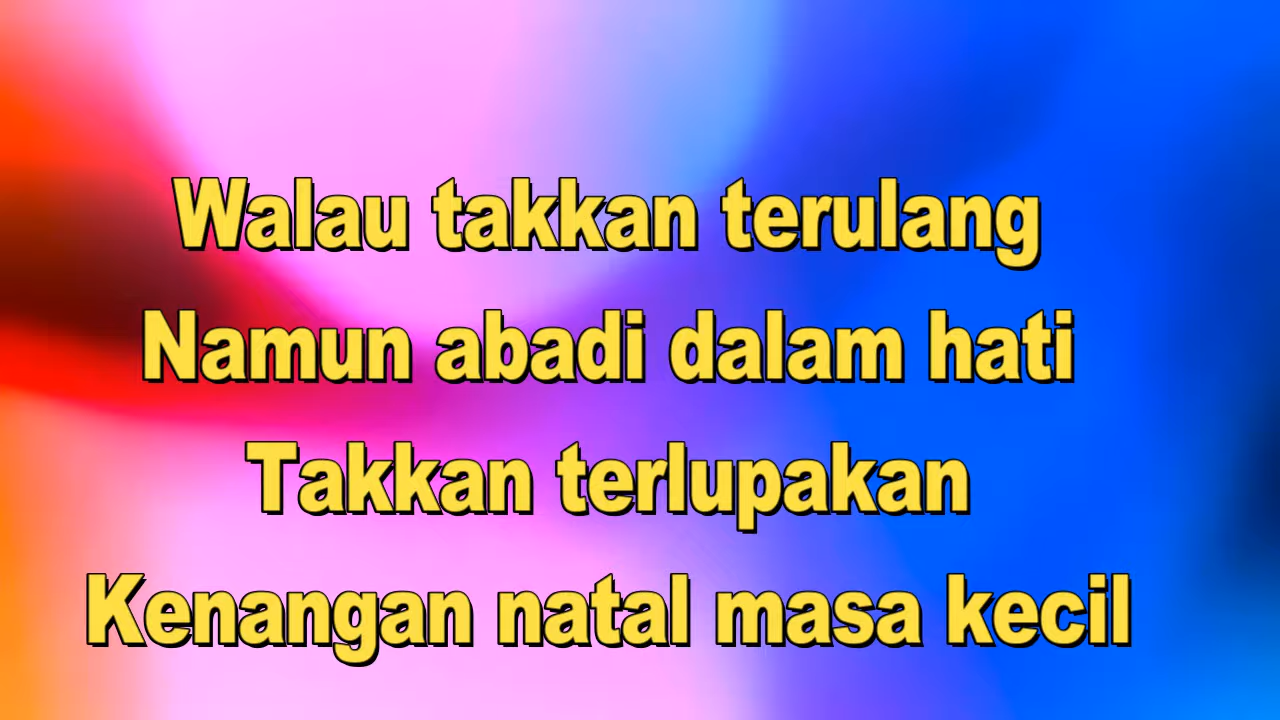 Walau takkan terulang
Namun abadi dalam hati
Takkan terlupakan
Kenangan natal masa kecil